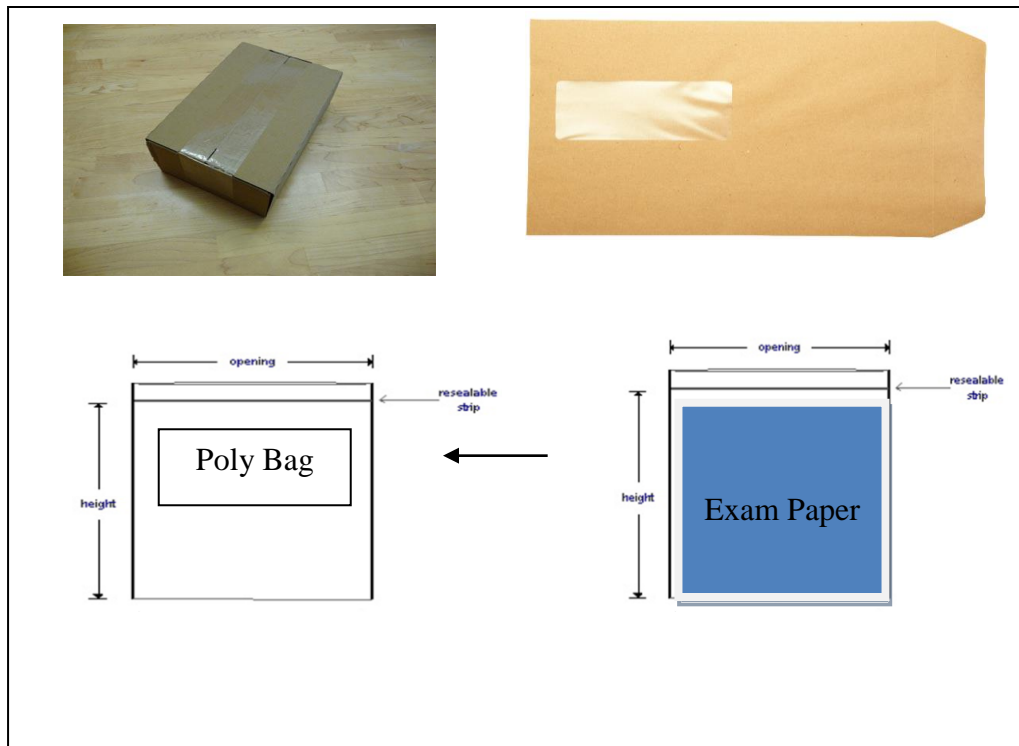 opening
resealable
strip
Poly Bag
height
opening
resealable
strip
Exam Paper
height